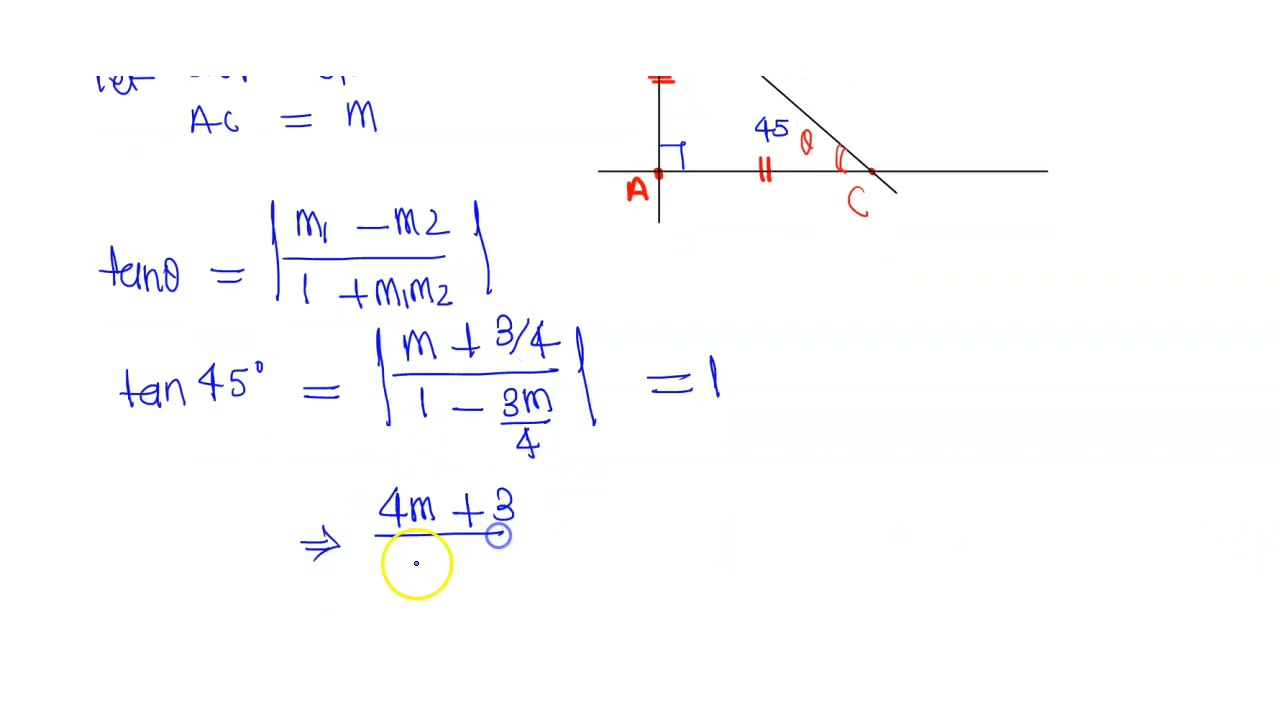 AC = m
45 θ
A
C
tanθ = | m1 - m2 / 1 + m1m2 |
tan 45° = | m + 3/4 / 1 - 3m/4 | = 1
⇒ 4m + 3